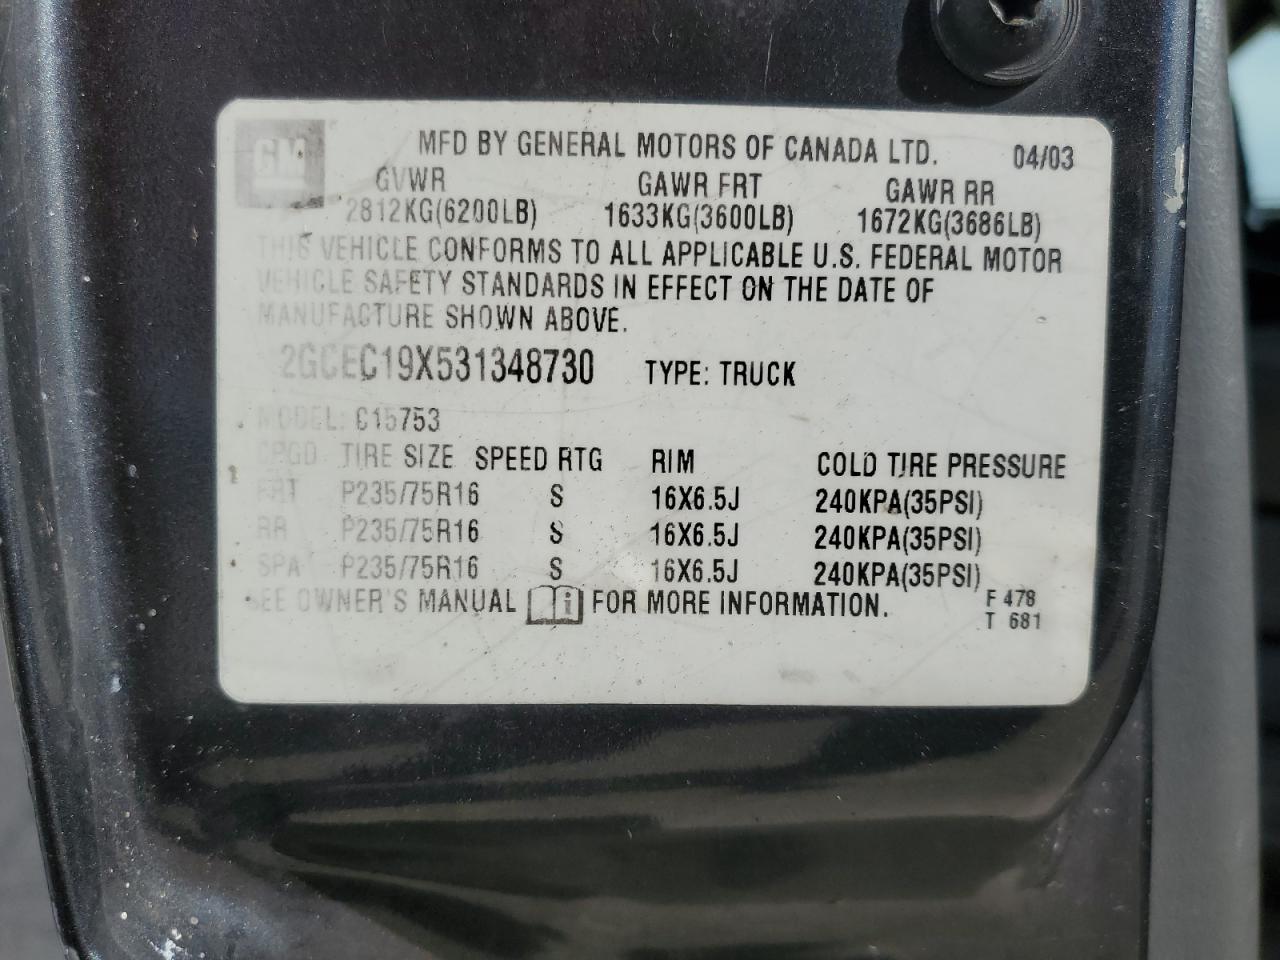 GM
MFD BY GENERAL MOTORS OF CANADA LTD. 04/03
GVWR GAWR FRT GAWR RR
2812KG(6200LB) 1633KG(3600LB) 1672KG(3686LB)
THIS VEHICLE CONFORMS TO ALL APPLICABLE U.S. FEDERAL MOTOR
VEHICLE SAFETY STANDARDS IN EFFECT ON THE DATE OF
MANUFACTURE SHOWN ABOVE.
2GCEC19X531348730 TYPE: TRUCK
MODEL: C15753
CPGD TIRE SIZE SPEED RTG RIM COLD TIRE PRESSURE
FRT P235/75R16 S 16X6.5J 240KPA(35PSI)
RR P235/75R16 S 16X6.5J 240KPA(35PSI)
SPA P235/75R16 S 16X6.5J 240KPA(35PSI)
SEE OWNER'S MANUAL i FOR MORE INFORMATION.
F 478
T 681